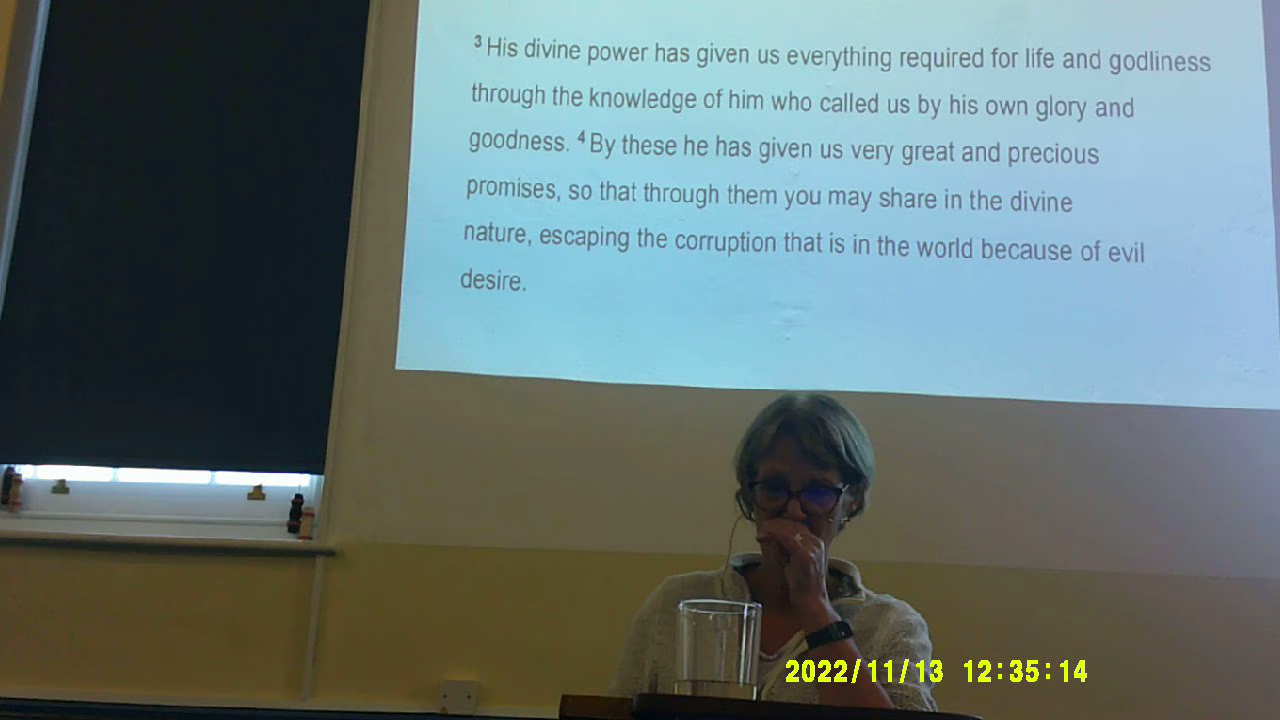 ³ His divine power has given us everything required for life and godliness
through the knowledge of him who called us by his own glory and
goodness. ⁴ By these he has given us very great and precious
promises, so that through them you may share in the divine
nature, escaping the corruption that is in the world because of evil
desire.
2022/11/13 12:35:14